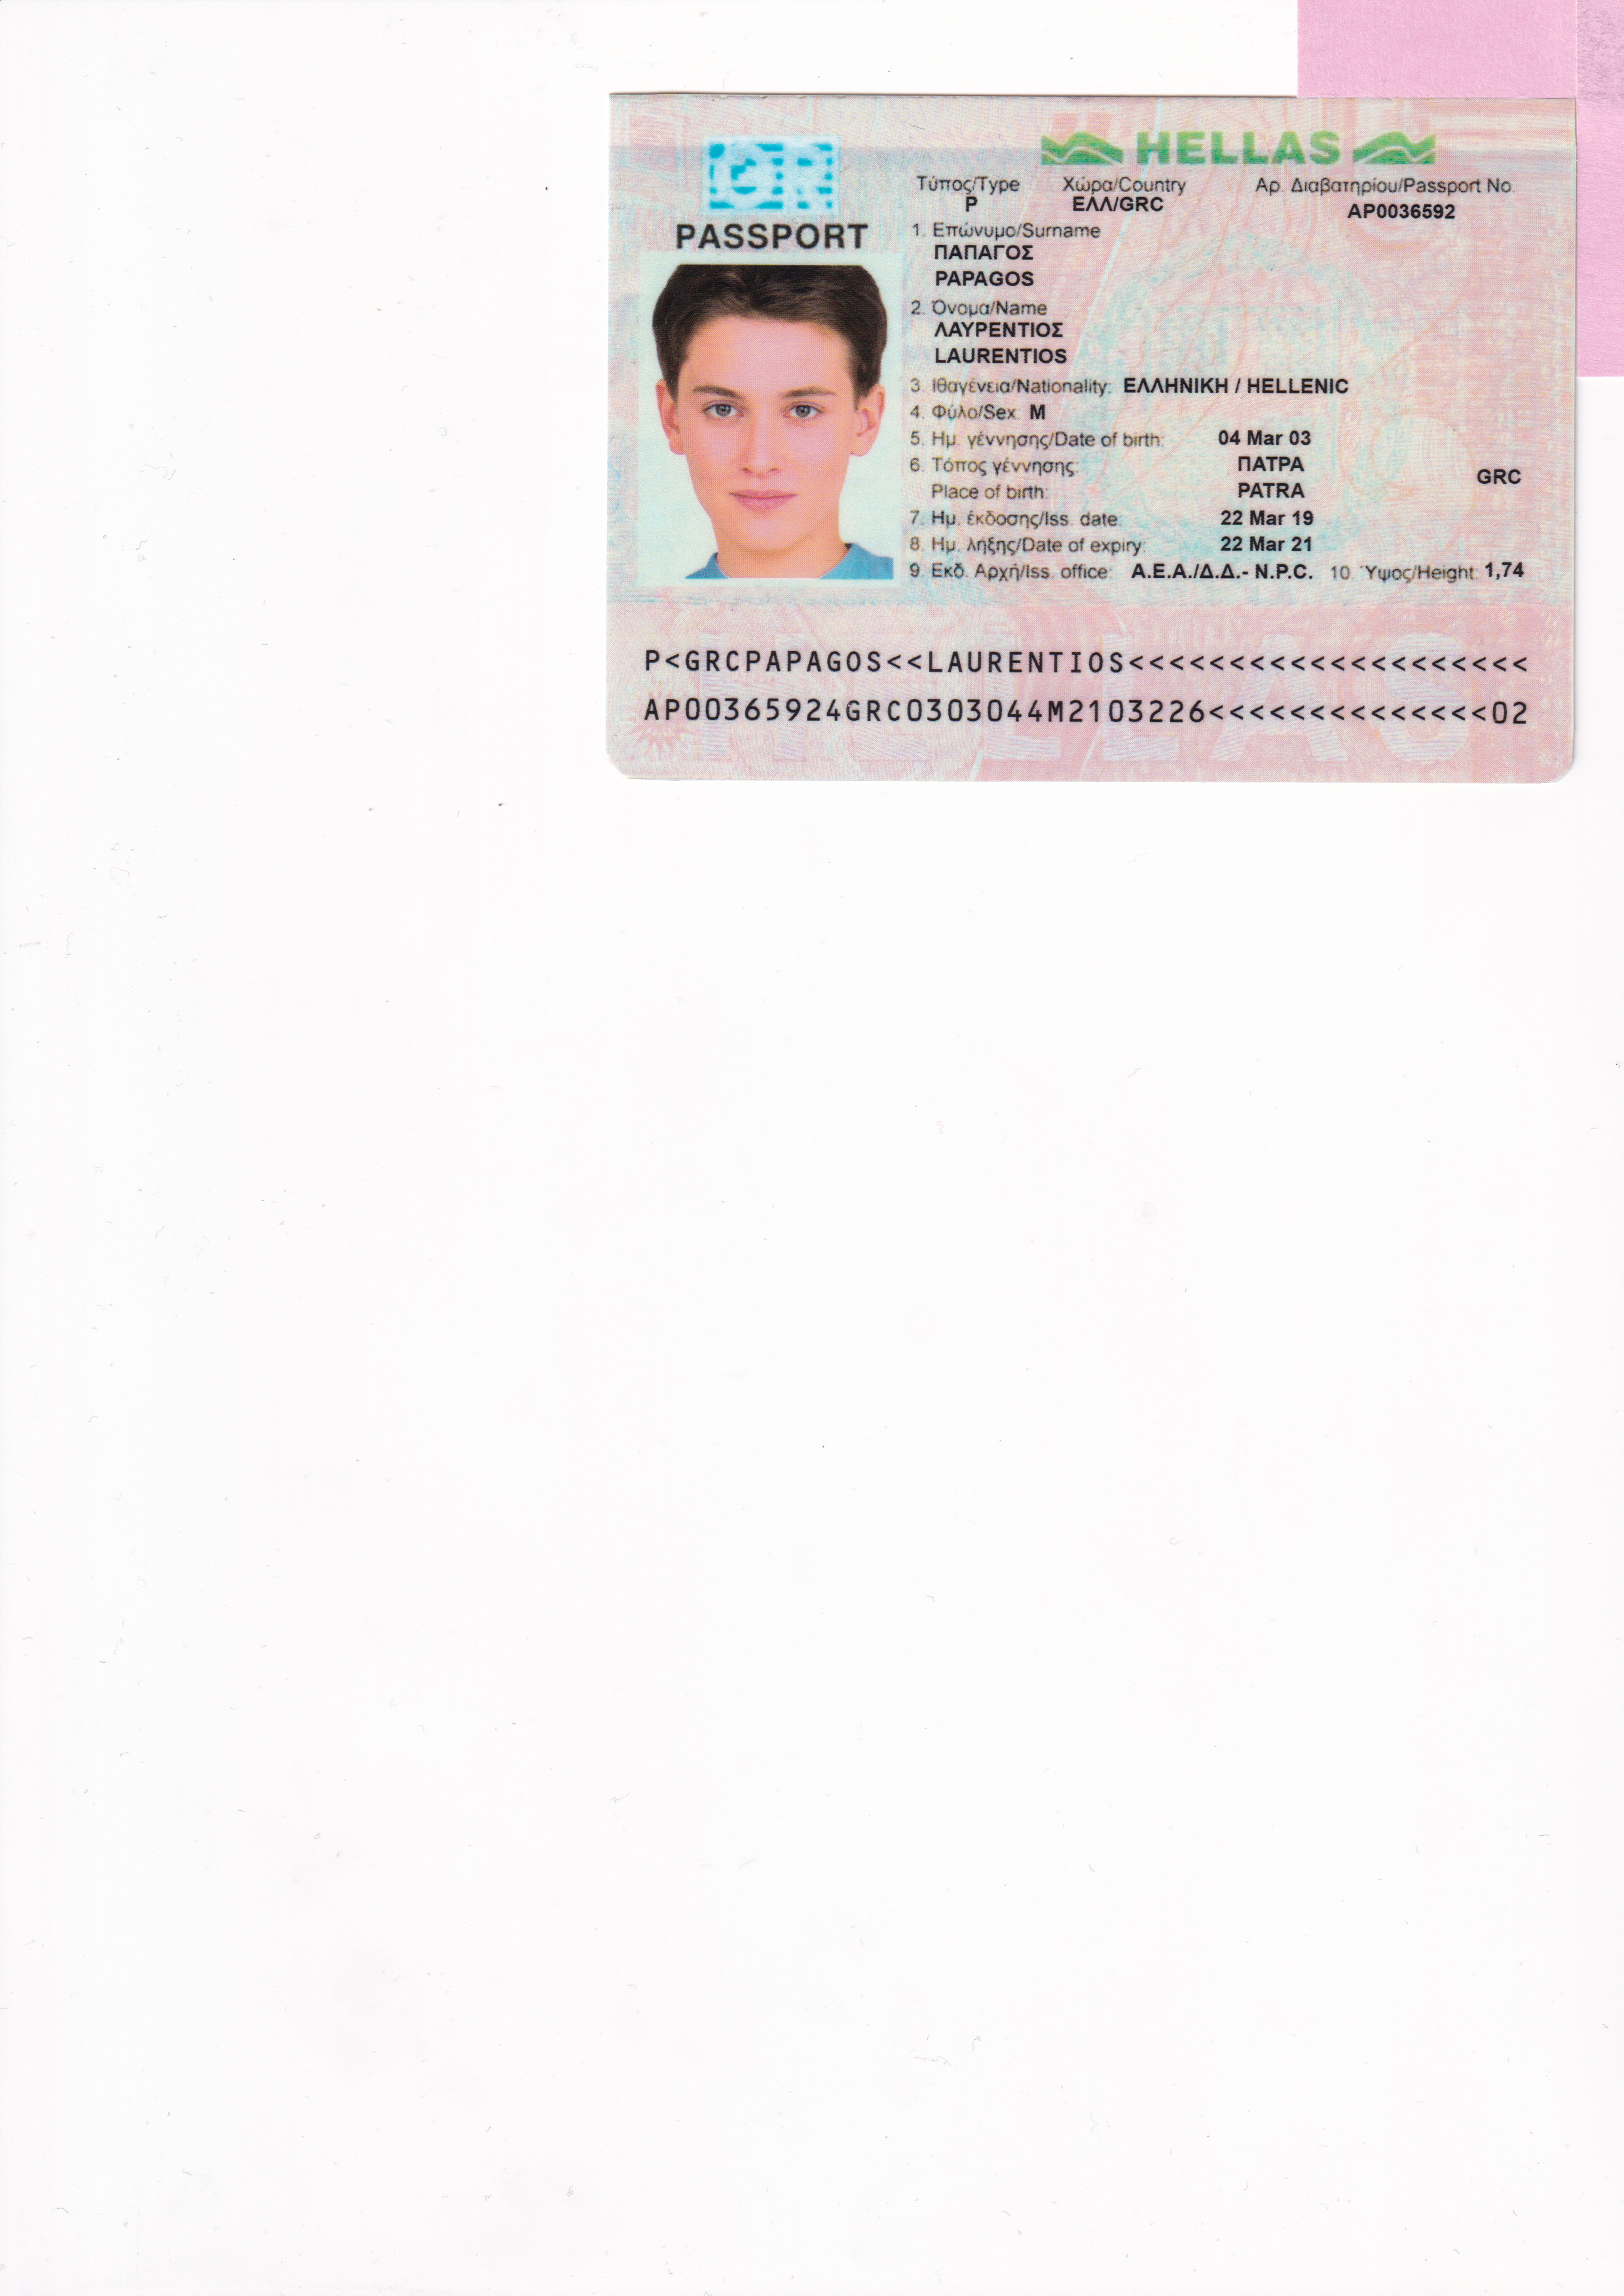 HELLAS
GR
PASSPORT
Τύπος/Type Χώρα/Country Αρ. Διαβατηρίου/Passport No
P ΕΛΛ/GRC AP0036592
1. Επώνυμο/Surname
ΠΑΠΑΓΟΣ
PAPAGOS
2. Όνομα/Name
ΛΑΥΡΕΝΤΙΟΣ
LAURENTIOS
3. Ιθαγένεια/Nationality: ΕΛΛΗΝΙΚΗ / HELLENIC
4. Φύλο/Sex: M
5. Ημ. γέννησης/Date of birth: 04 Mar 03
6. Τόπος γέννησης: ΠΑΤΡΑ
Place of birth: PATRA GRC
7. Ημ. έκδοσης/Iss. date: 22 Mar 19
8. Ημ. λήξης/Date of expiry: 22 Mar 21
9. Εκδ. Αρχή/Iss. office: Α.Ε.Α./Δ.Δ.- N.P.C. 10. Ύψος/Height: 1,74
P<GRCPAPAGOS<<LAURENTIOS<<<<<<<<<<<<<<<<<<<<
AP00365924GRC0303044M2103226<<<<<<<<<<<<<<02
HELLAS